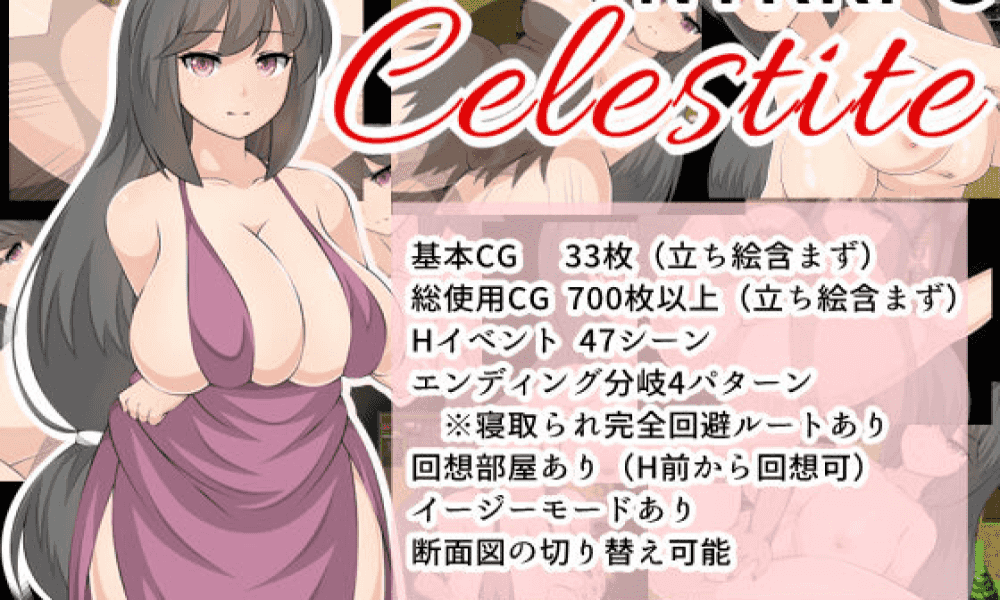 Celestite
基本CG 33枚（立ち絵含まず）
総使用CG 700枚以上（立ち絵含まず）
Hイベント 47シーン
エンディング分岐4パターン
※寝取られ完全回避ルートあり
回想部屋あり（H前から回想可）
イージーモードあり
断面図の切り替え可能